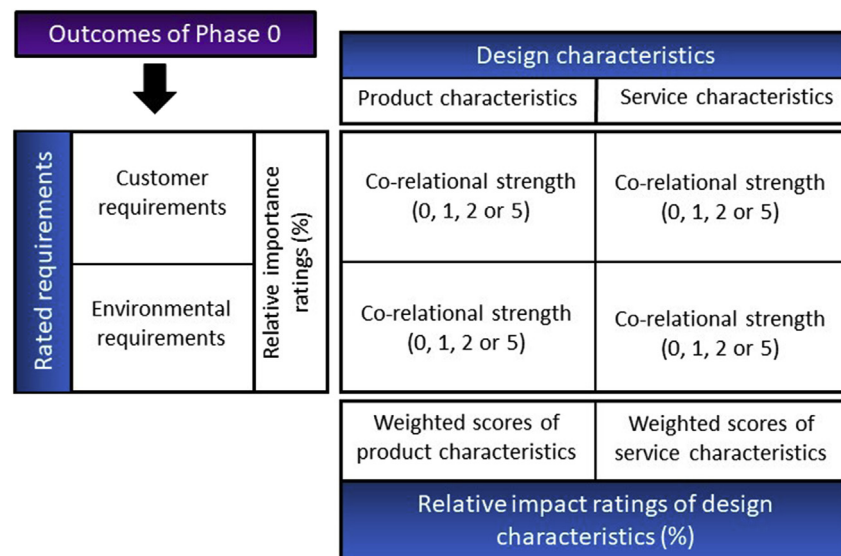 Outcomes of Phase 0
Design characteristics
Product characteristics
Service characteristics
Rated requirements
Customer
requirements
Environmental
requirements
Relative importance
ratings (%)
Co-relational strength
(0, 1, 2 or 5)
Co-relational strength
(0, 1, 2 or 5)
Co-relational strength
(0, 1, 2 or 5)
Co-relational strength
(0, 1, 2 or 5)
Weighted scores of
product characteristics
Weighted scores of
service characteristics
Relative impact ratings of design
characteristics (%)